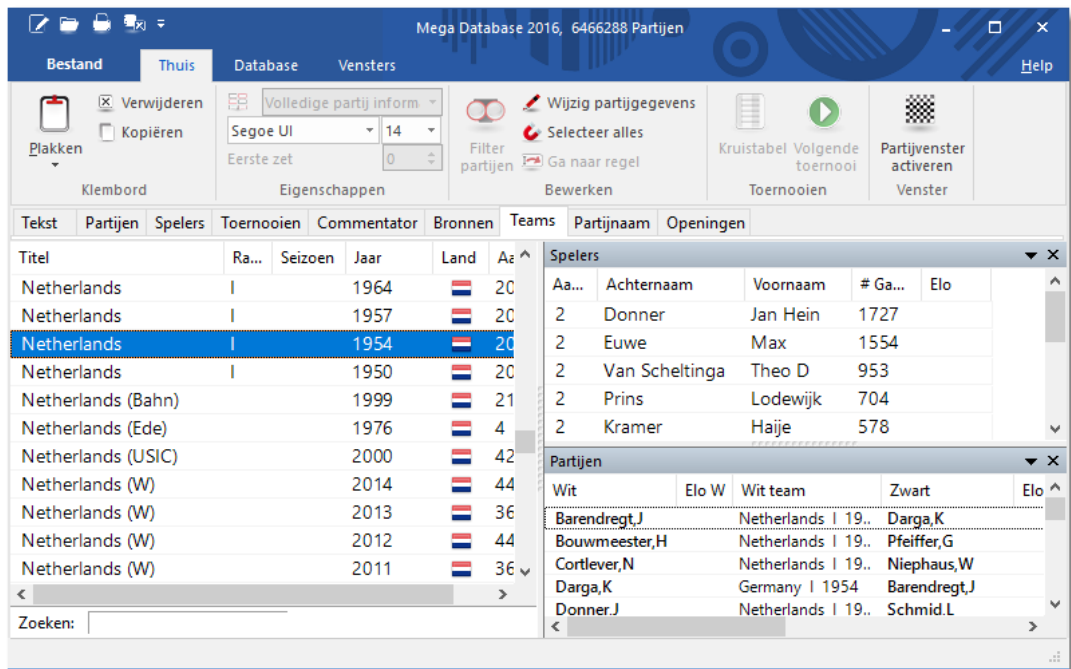 Mega Database 2016, 6466288 Partijen
Bestand Thuis Database Vensters Help
Plakken
Verwijderen
Kopiëren
Klembord
Volledige partij inform
Segoe UI 14
Eerste zet 0
Eigenschappen
Filter partijen
Wijzig partijgegevens
Selecteer alles
Ga naar regel
Bewerken
Kruistabel Volgende toernooi
Toernooien
Partijvenster activeren
Venster
Tekst Partijen Spelers Toernooien Commentator Bronnen Teams Partijnaam Openingen
Titel Ra... Seizoen Jaar Land Aa
Netherlands I 1964 20
Netherlands I 1957 20
Netherlands I 1954 20
Netherlands I 1950 20
Netherlands (Bahn) 1999 21
Netherlands (Ede) 1976 4
Netherlands (USIC) 2000 42
Netherlands (W) 2014 44
Netherlands (W) 2013 36
Netherlands (W) 2012 44
Netherlands (W) 2011 36
Zoeken:
Spelers
Aa... Achternaam Voornaam # Ga... Elo
2 Donner Jan Hein 1727
2 Euwe Max 1554
2 Van Scheltinga Theo D 953
2 Prins Lodewijk 704
2 Kramer Haije 578
Partijen
Wit Elo W Wit team Zwart Elo
Barendregt,J Netherlands I 19.. Darga,K
Bouwmeester,H Netherlands I 19.. Pfeiffer,G
Cortlever,N Netherlands I 19.. Niephaus,W
Darga,K Germany I 1954 Barendregt,J
Donner,J Netherlands I 19.. Schmid,L